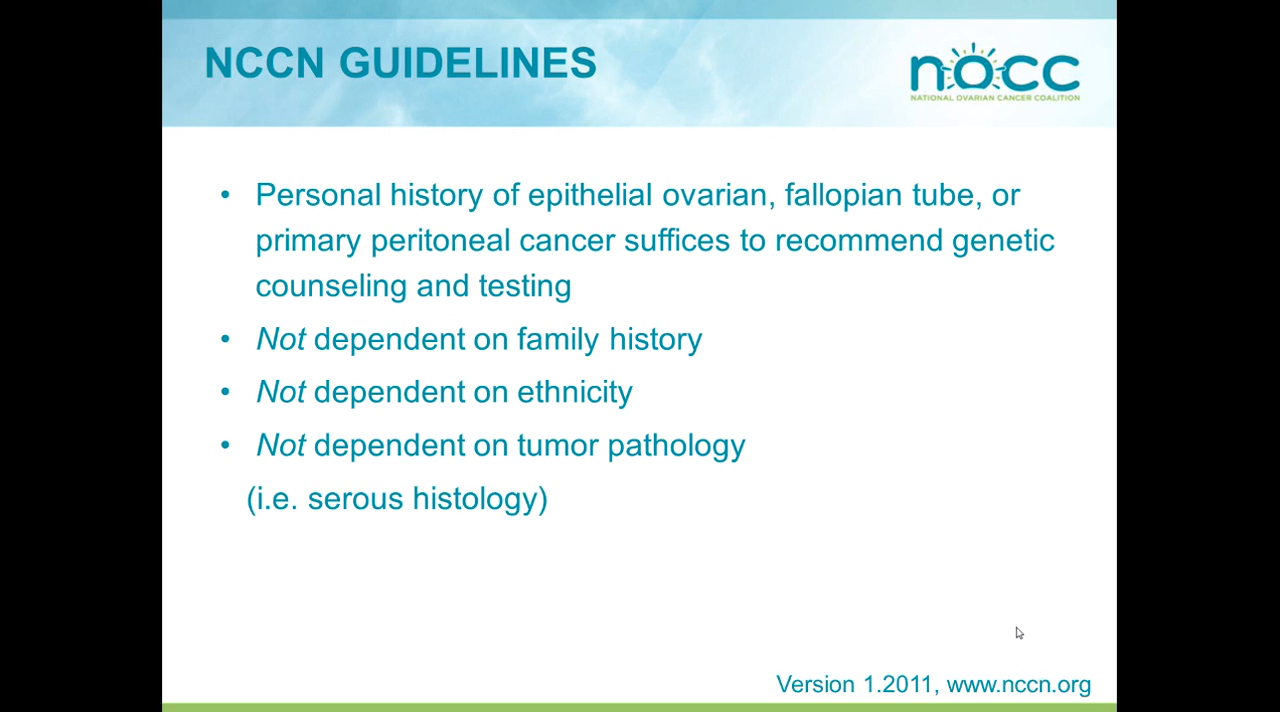 NCCN GUIDELINES
nocc
NATIONAL OVARIAN CANCER COALITION
• Personal history of epithelial ovarian, fallopian tube, or
primary peritoneal cancer suffices to recommend genetic
counseling and testing
• Not dependent on family history
• Not dependent on ethnicity
• Not dependent on tumor pathology
(i.e. serous histology)
Version 1.2011, www.nccn.org